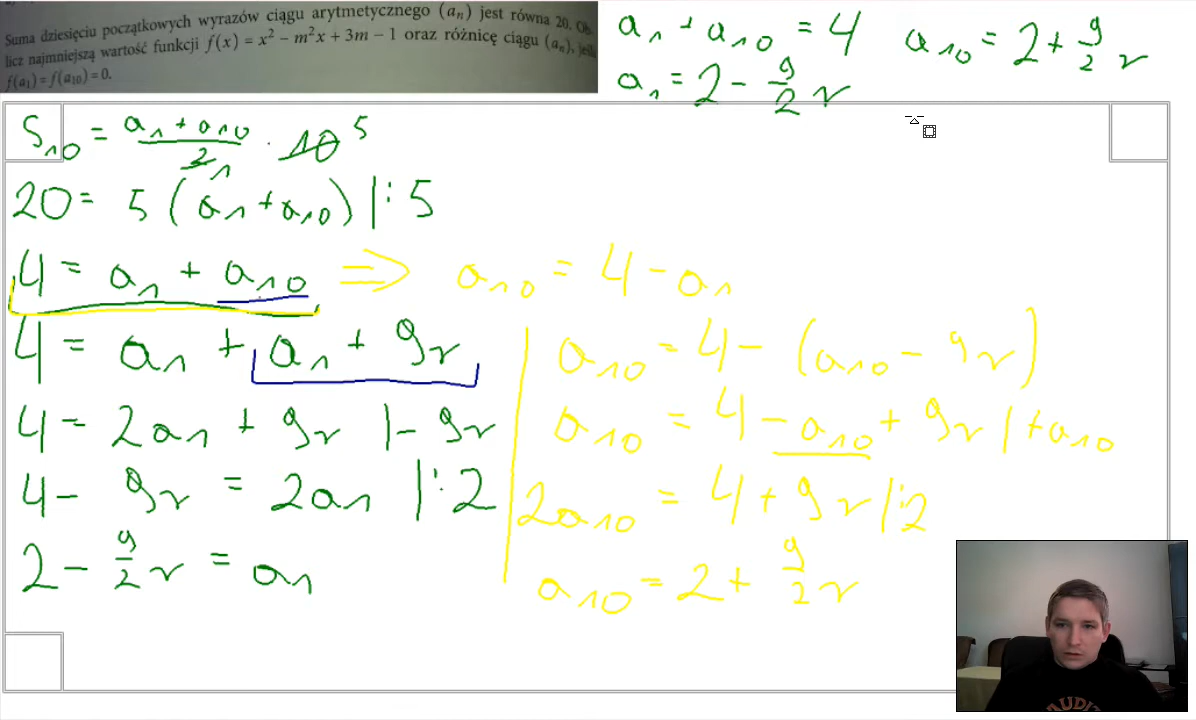 Suma dziesięciu początkowych wyrazów ciągu arytmetycznego (aₙ) jest równa 20. Ob-
licz najmniejszą wartość funkcji f(x) = x² − m²x + 3m − 1 oraz różnicę ciągu (aₙ), jeśli
f(a₁) = f(a₁₀) = 0.
a₁ + a₁₀ = 4
a₁ = 2 − 9/2 r
a₁₀ = 2 + 9/2 r
S₁₀ = (a₁ + a₁₀)/2 · 10 5
1
20 = 5 (a₁ + a₁₀) |: 5
4 = a₁ + a₁₀ ⇒ a₁₀ = 4 − a₁
4 = a₁ + a₁ + 9r
4 = 2a₁ + 9r |− 9r
4 − 9r = 2a₁ |: 2
2 − 9/2 r = a₁
a₁₀ = 4 − (a₁₀ − 9r)
a₁₀ = 4 − a₁₀ + 9r | + a₁₀
2a₁₀ = 4 + 9r |:2
a₁₀ = 2 + 9/2 r